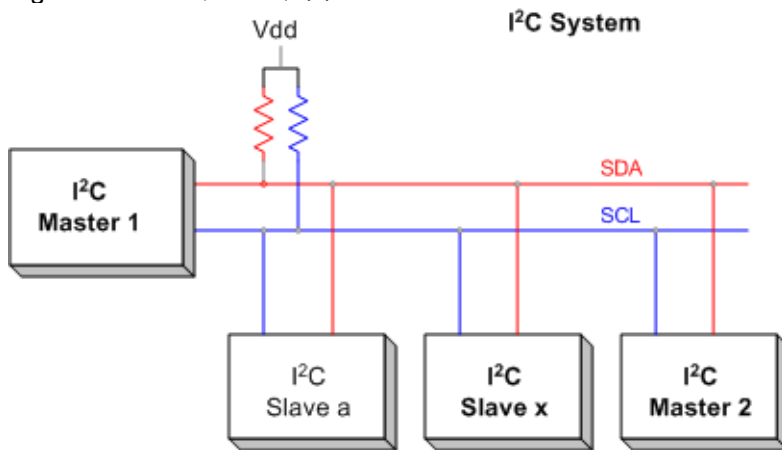 I²C System
Vdd
SDA
I²C
Master 1
SCL
I²C
Slave a
I²C
Slave x
I²C
Master 2